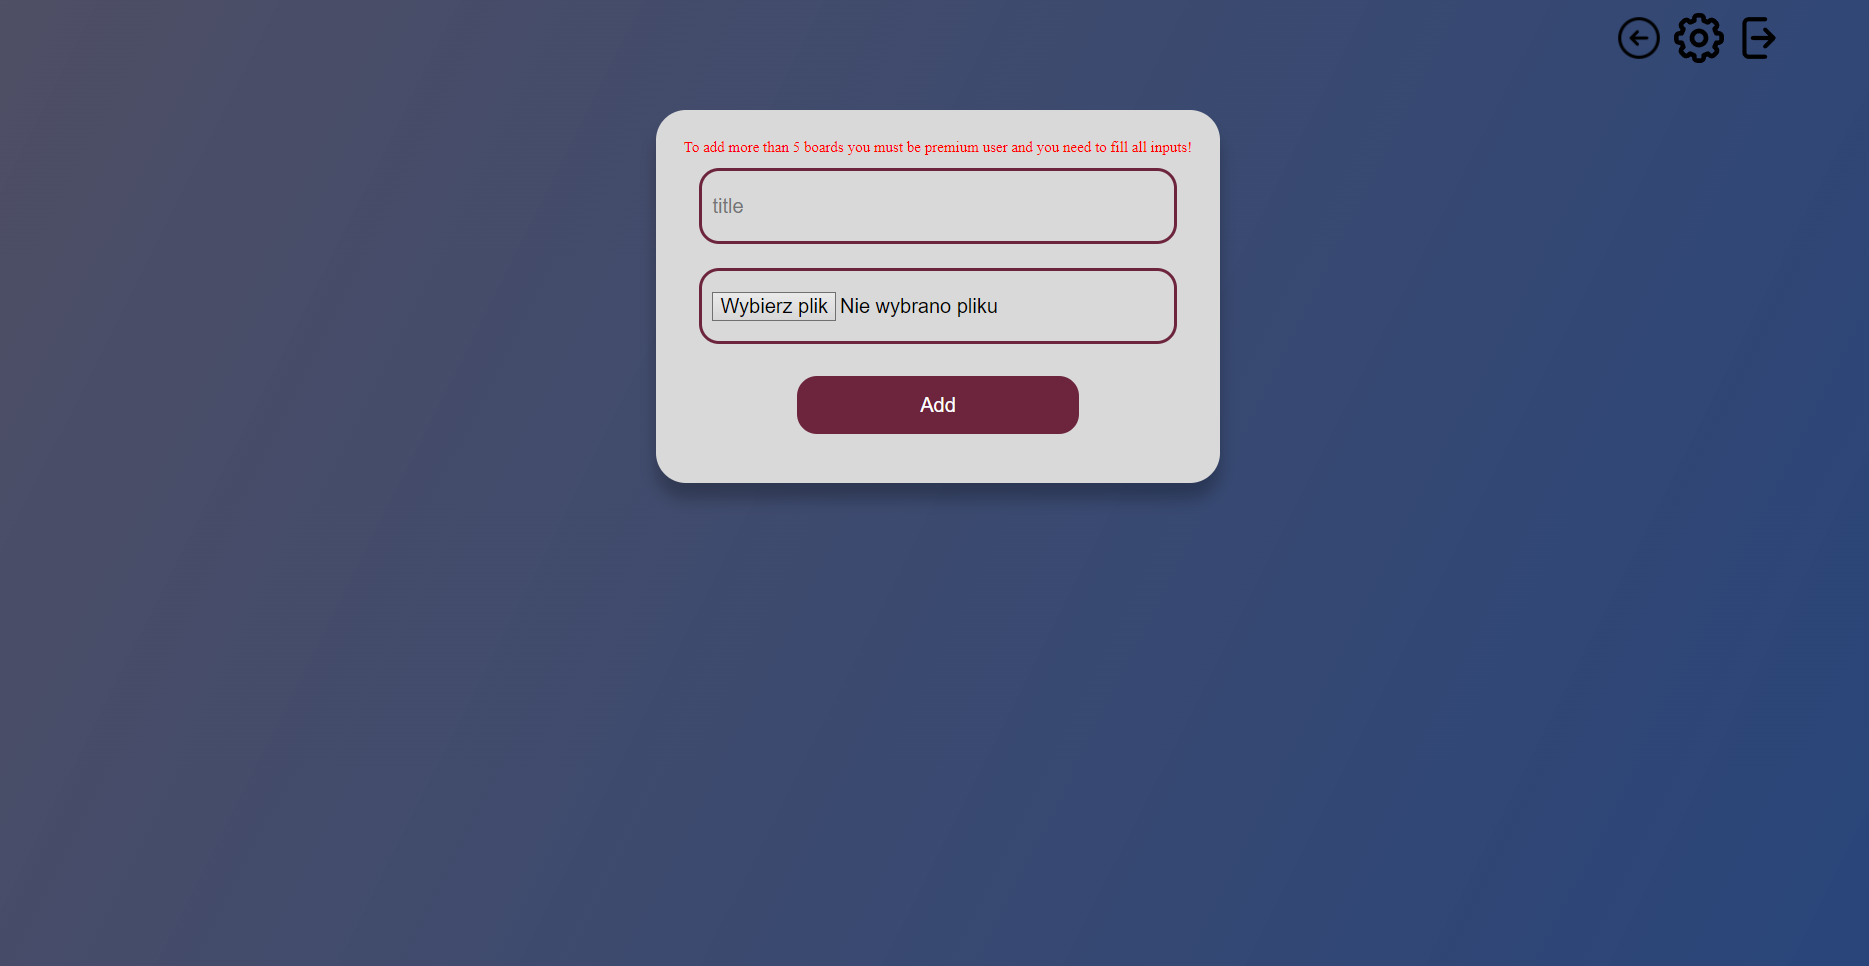 To add more than 5 boards you must be premium user and you need to fill all inputs!
title
Wybierz plik Nie wybrano pliku
Add